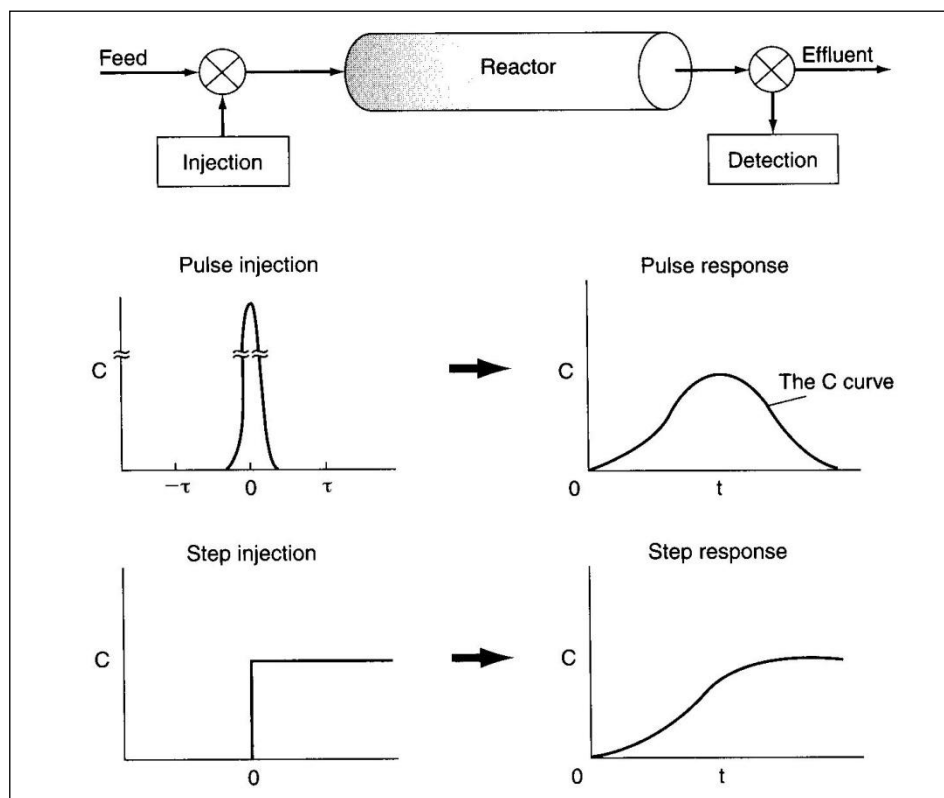 Feed
Reactor
Effluent
Injection
Detection
Pulse injection
Pulse response
C
C
The C curve
−τ 0 τ
0 t
Step injection
Step response
C
C
0
0 t